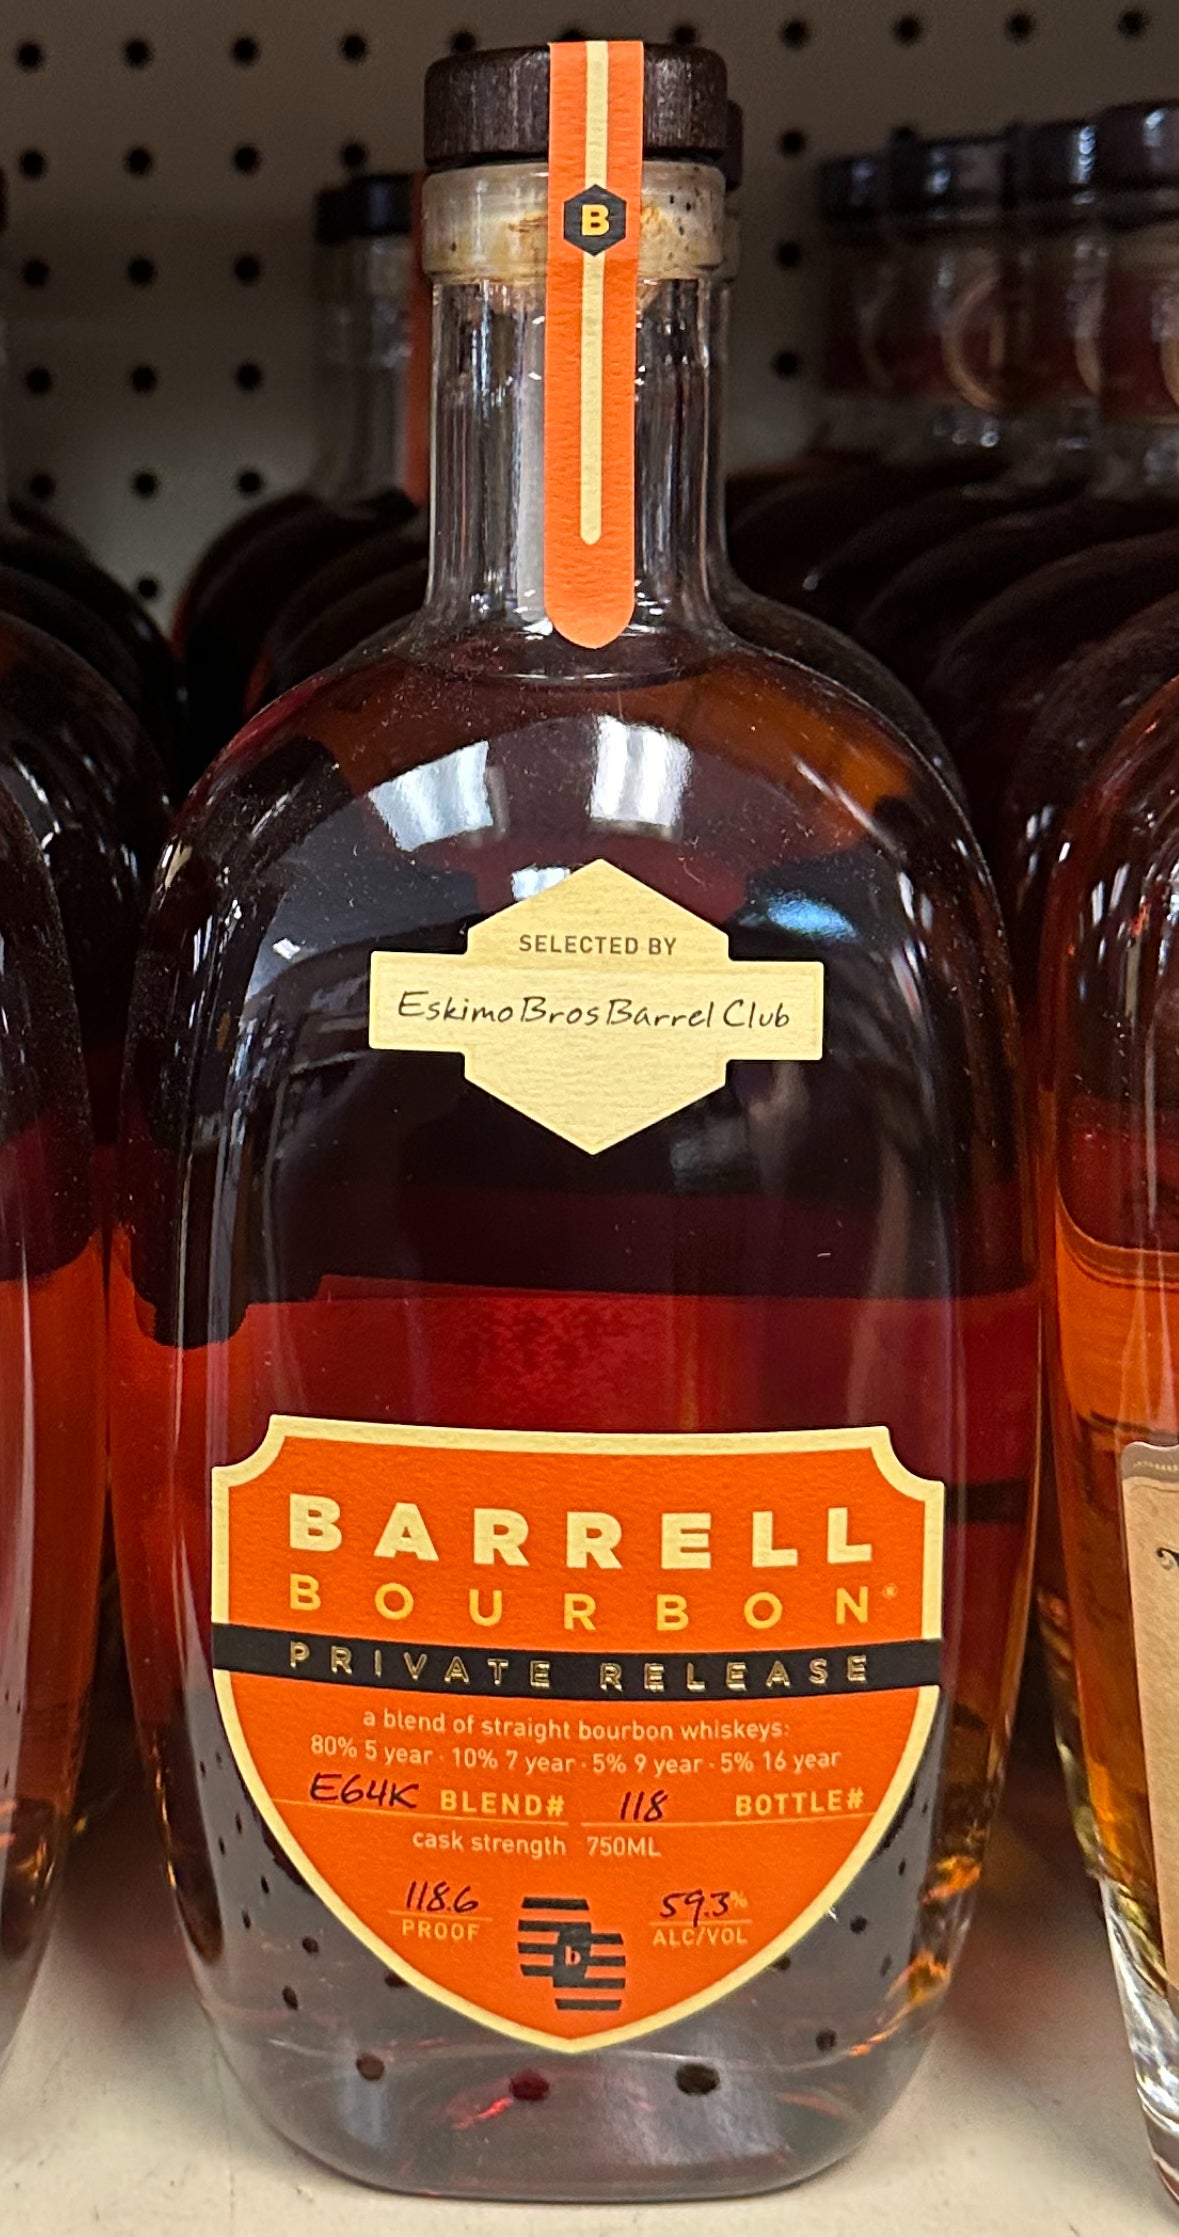 B
SELECTED BY
Eskimo Bros Barrel Club
BARRELL
BOURBON®
PRIVATE RELEASE
a blend of straight bourbon whiskeys:
80% 5 year · 10% 7 year · 5% 9 year · 5% 16 year
E64K BLEND# 118 BOTTLE#
cask strength 750ML
118.6 59.3%
PROOF ALC/VOL
b